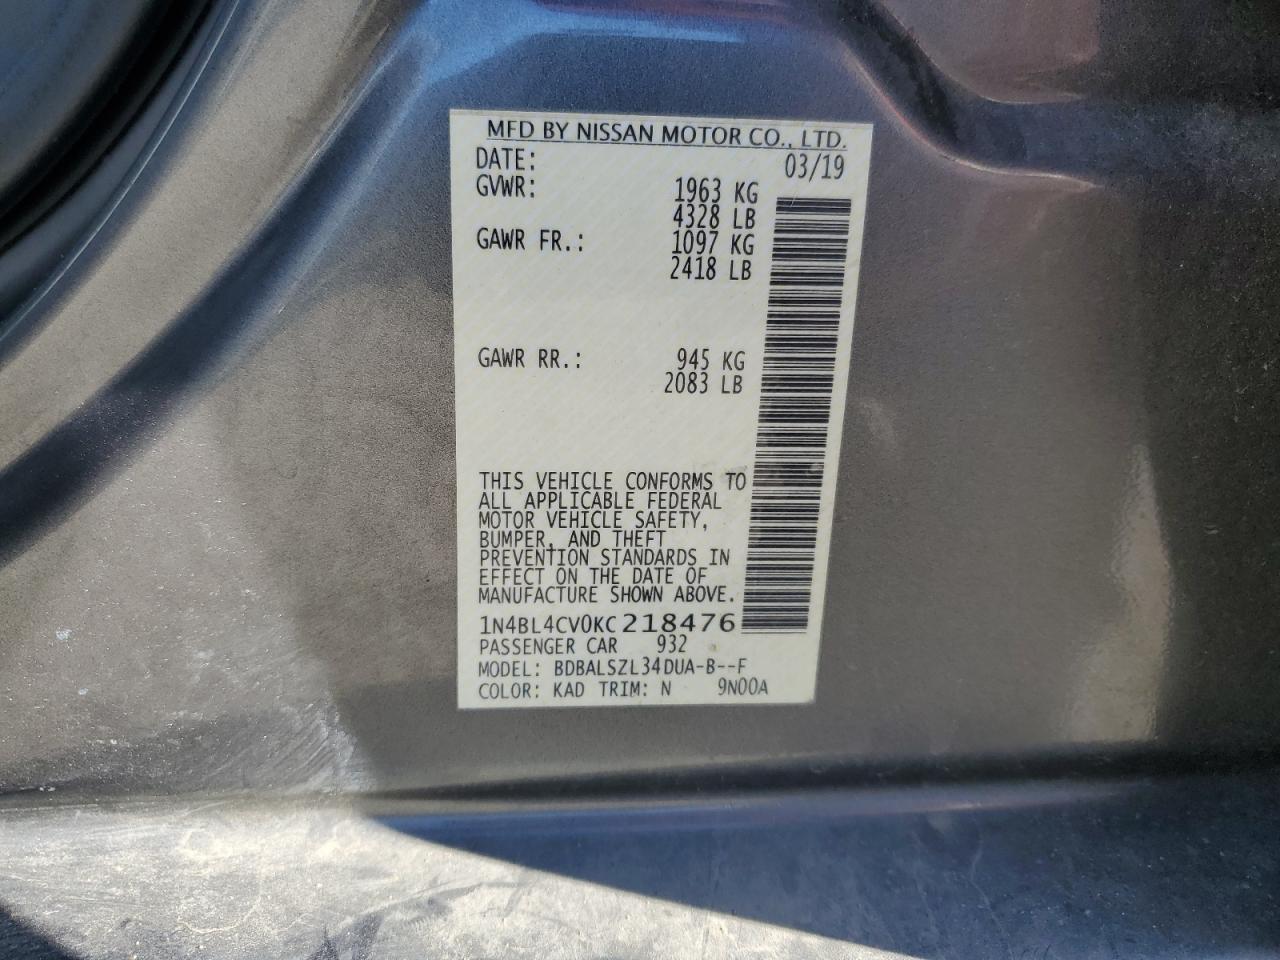 MFD BY NISSAN MOTOR CO., LTD.
DATE: 03/19
GVWR: 1963 KG
4328 LB
GAWR FR.: 1097 KG
2418 LB
GAWR RR.: 945 KG
2083 LB
THIS VEHICLE CONFORMS TO
ALL APPLICABLE FEDERAL
MOTOR VEHICLE SAFETY,
BUMPER, AND THEFT
PREVENTION STANDARDS IN
EFFECT ON THE DATE OF
MANUFACTURE SHOWN ABOVE.
1N4BL4CV0KC218476
PASSENGER CAR 932
MODEL: BDBALSZL34DUA-B--F
COLOR: KAD TRIM: N 9N00A